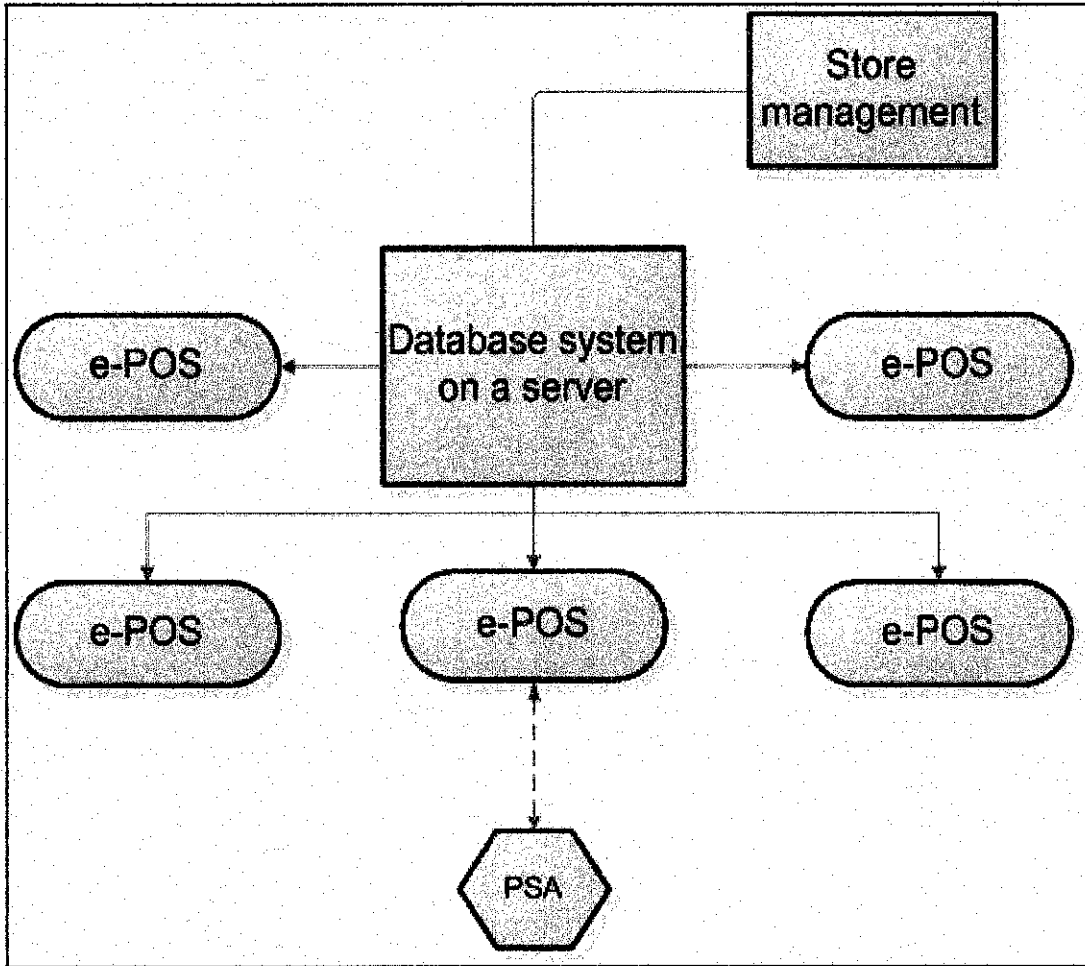 Store
management
Database system
on a server
e-POS
e-POS
e-POS
e-POS
e-POS
PSA